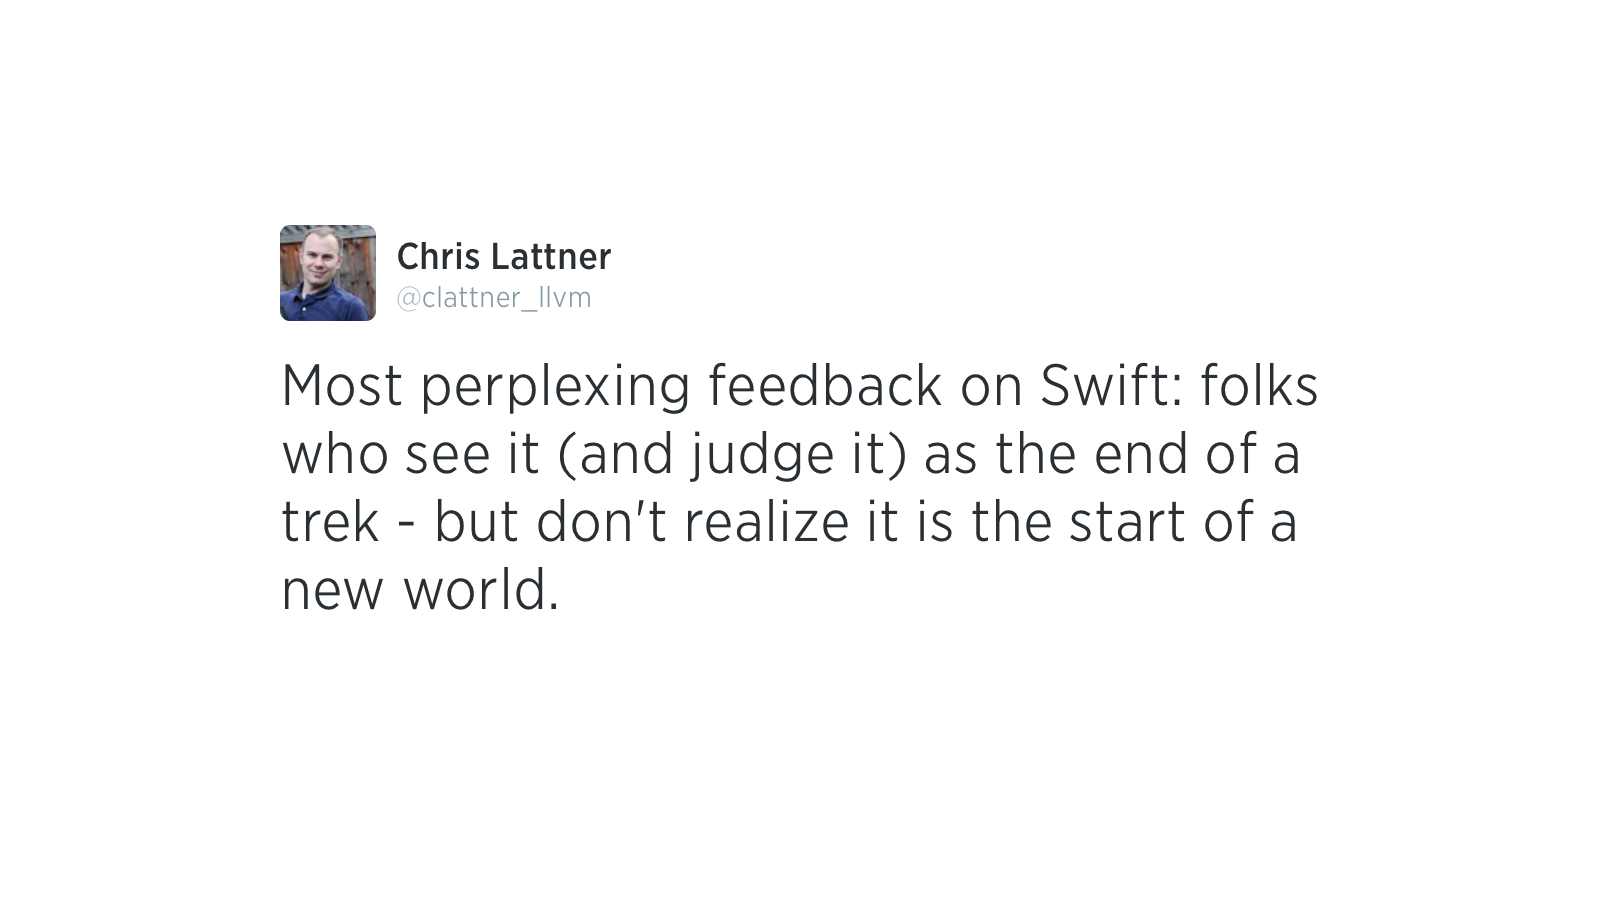 Chris Lattner
@clattner_llvm
Most perplexing feedback on Swift: folks
who see it (and judge it) as the end of a
trek - but don't realize it is the start of a
new world.